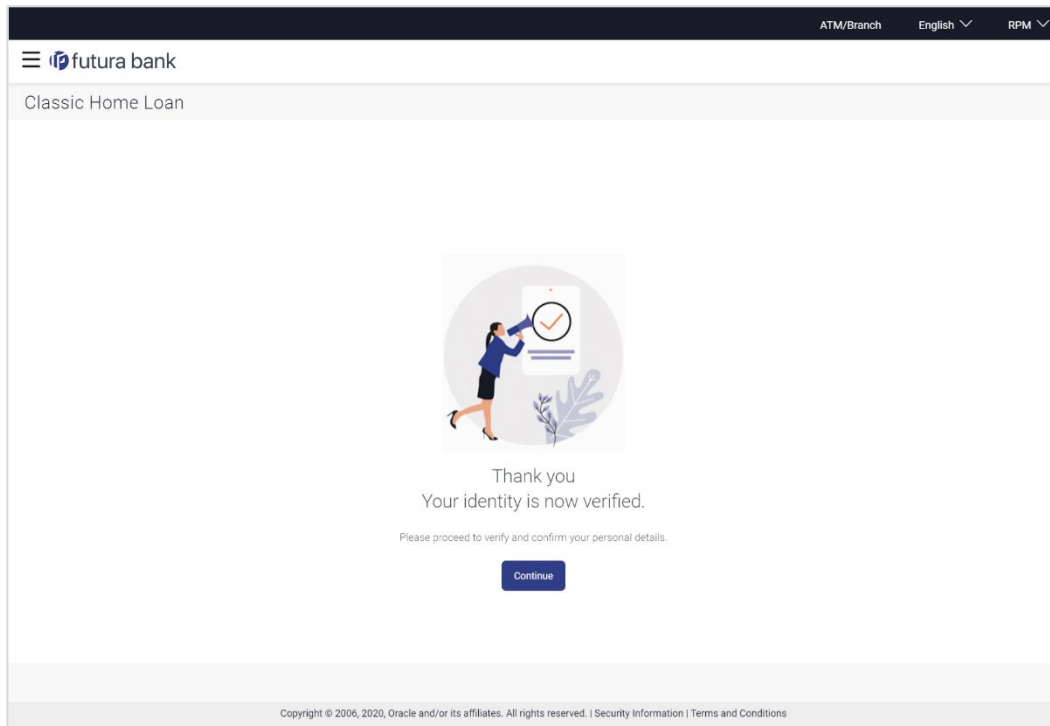 ATM/Branch English RPM
futura bank
Classic Home Loan
Thank you
Your identity is now verified.
Please proceed to verify and confirm your personal details.
Continue
Copyright © 2006, 2020, Oracle and/or its affiliates. All rights reserved. | Security Information | Terms and Conditions